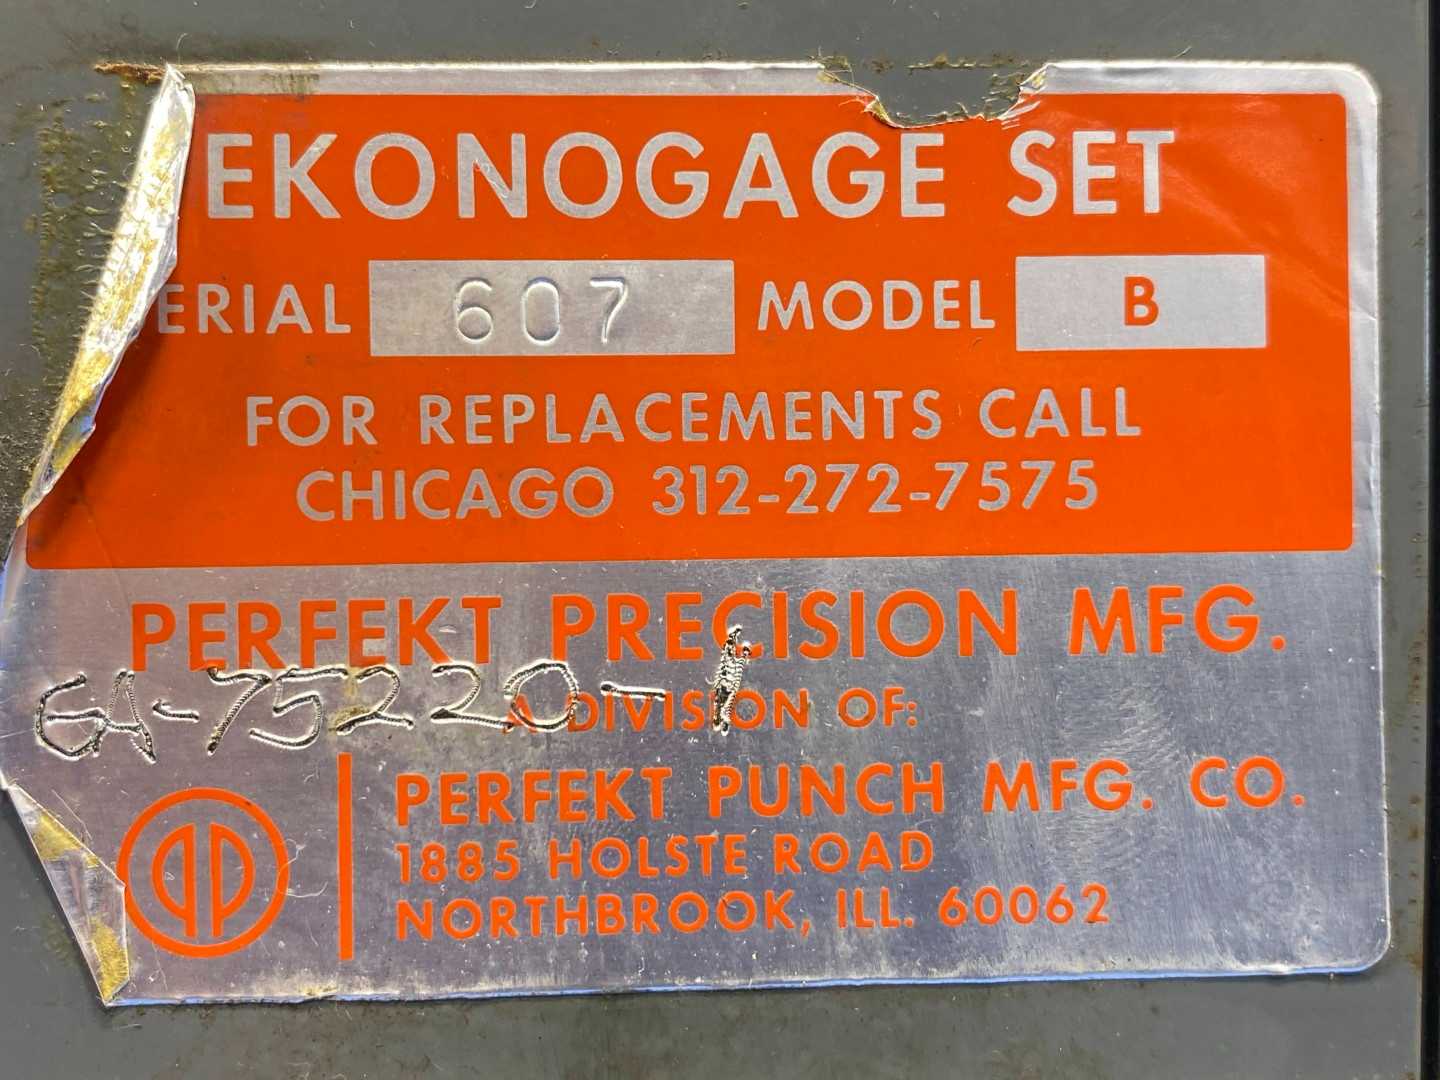 EKONOGAGE SET
ERIAL 607 MODEL B
FOR REPLACEMENTS CALL
CHICAGO 312-272-7575
PERFEKT PRECISION MFG.
GA-75220-1
A DIVISION OF:
PERFEKT PUNCH MFG. CO.
1885 HOLSTE ROAD
NORTHBROOK, ILL. 60062